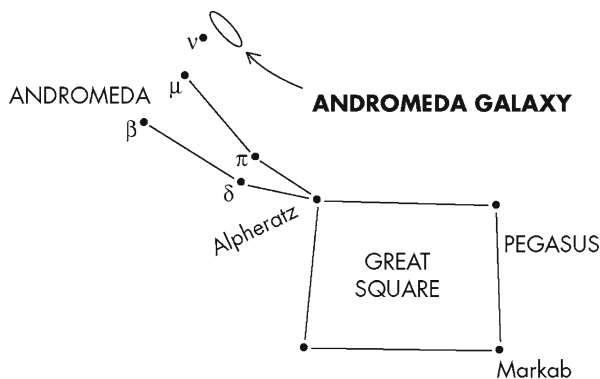 ν
μ
ANDROMEDA
ANDROMEDA GALAXY
β
π
δ
Alpheratz
PEGASUS
GREAT
SQUARE
Markab